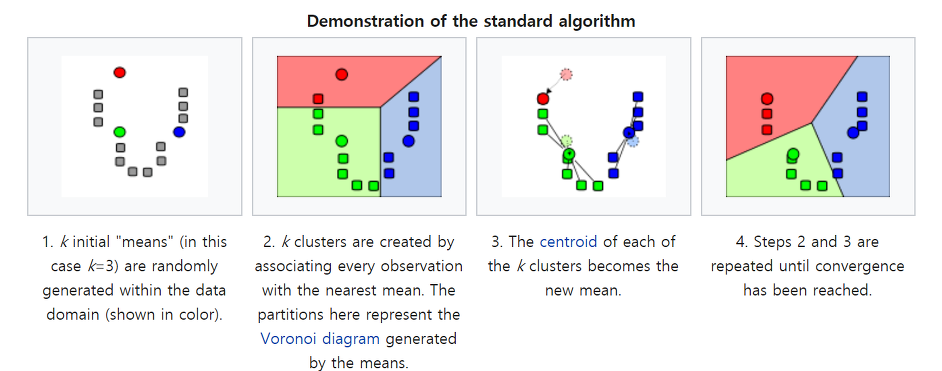 Demonstration of the standard algorithm
1. k initial "means" (in this
case k=3) are randomly
generated within the data
domain (shown in color).
2. k clusters are created by
associating every observation
with the nearest mean. The
partitions here represent the
Voronoi diagram generated
by the means.
3. The centroid of each of
the k clusters becomes the
new mean.
4. Steps 2 and 3 are
repeated until convergence
has been reached.